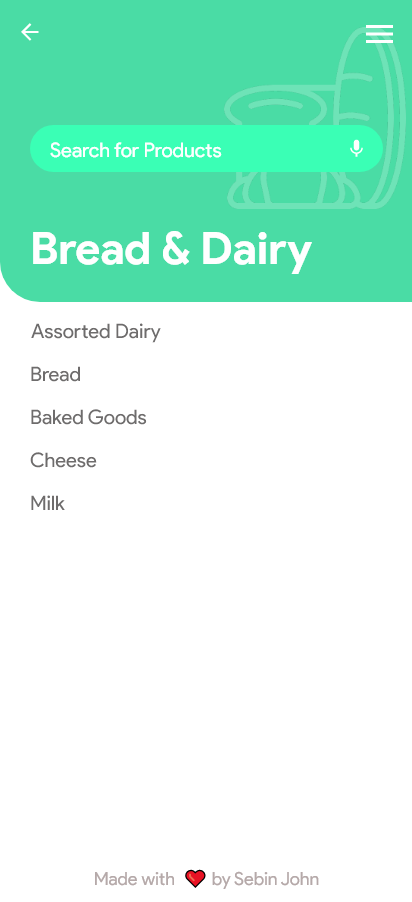 Search for Products
Bread & Dairy
Assorted Dairy
Bread
Baked Goods
Cheese
Milk
Made with ❤ by Sebin John